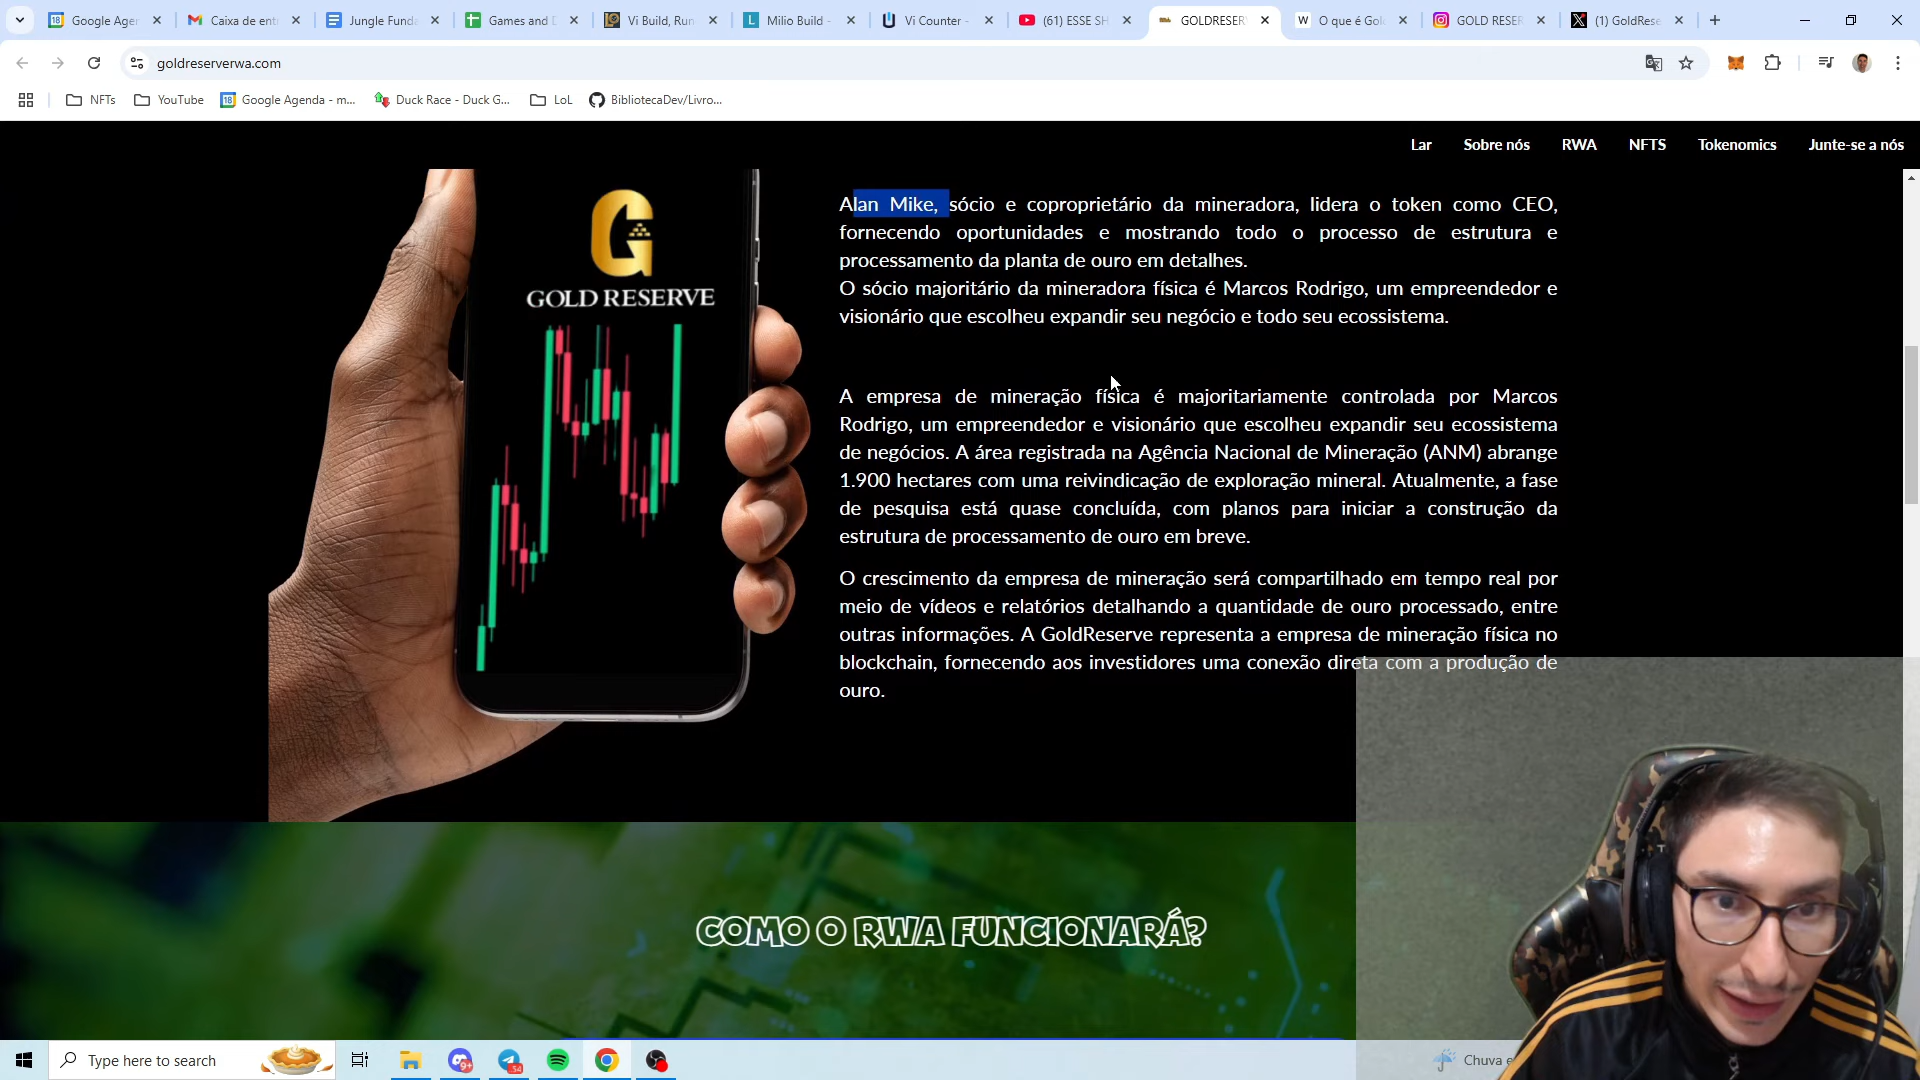 Google Agen
Caixa de ent
Jungle Funda
Games and D
Vi Build, Run
Milio Build -
Vi Counter -
(61) ESSE SH
GOLDRESER
O que é Gol
GOLD RESER
(1) GoldRese
goldreserverwa.com
NFTs
YouTube
Google Agenda - m...
Duck Race - Duck G...
LoL
BibliotecaDev/Livro...
Lar
Sobre nós
RWA
NFTS
Tokenomics
Junte-se a nós
GOLD RESERVE
Alan Mike, sócio e coproprietário da mineradora, lidera o token como CEO,
fornecendo oportunidades e mostrando todo o processo de estrutura e
processamento da planta de ouro em detalhes.
O sócio majoritário da mineradora física é Marcos Rodrigo, um empreendedor e
visionário que escolheu expandir seu negócio e todo seu ecossistema.
A empresa de mineração física é majoritariamente controlada por Marcos
Rodrigo, um empreendedor e visionário que escolheu expandir seu ecossistema
de negócios. A área registrada na Agência Nacional de Mineração (ANM) abrange
1.900 hectares com uma reivindicação de exploração mineral. Atualmente, a fase
de pesquisa está quase concluída, com planos para iniciar a construção da
estrutura de processamento de ouro em breve.
O crescimento da empresa de mineração será compartilhado em tempo real por
meio de vídeos e relatórios detalhando a quantidade de ouro processado, entre
outras informações. A GoldReserve representa a empresa de mineração física no
blockchain, fornecendo aos investidores uma conexão direta com a produção de
ouro.
COMO O RWA FUNCIONARÁ?
Type here to search
Chuva e